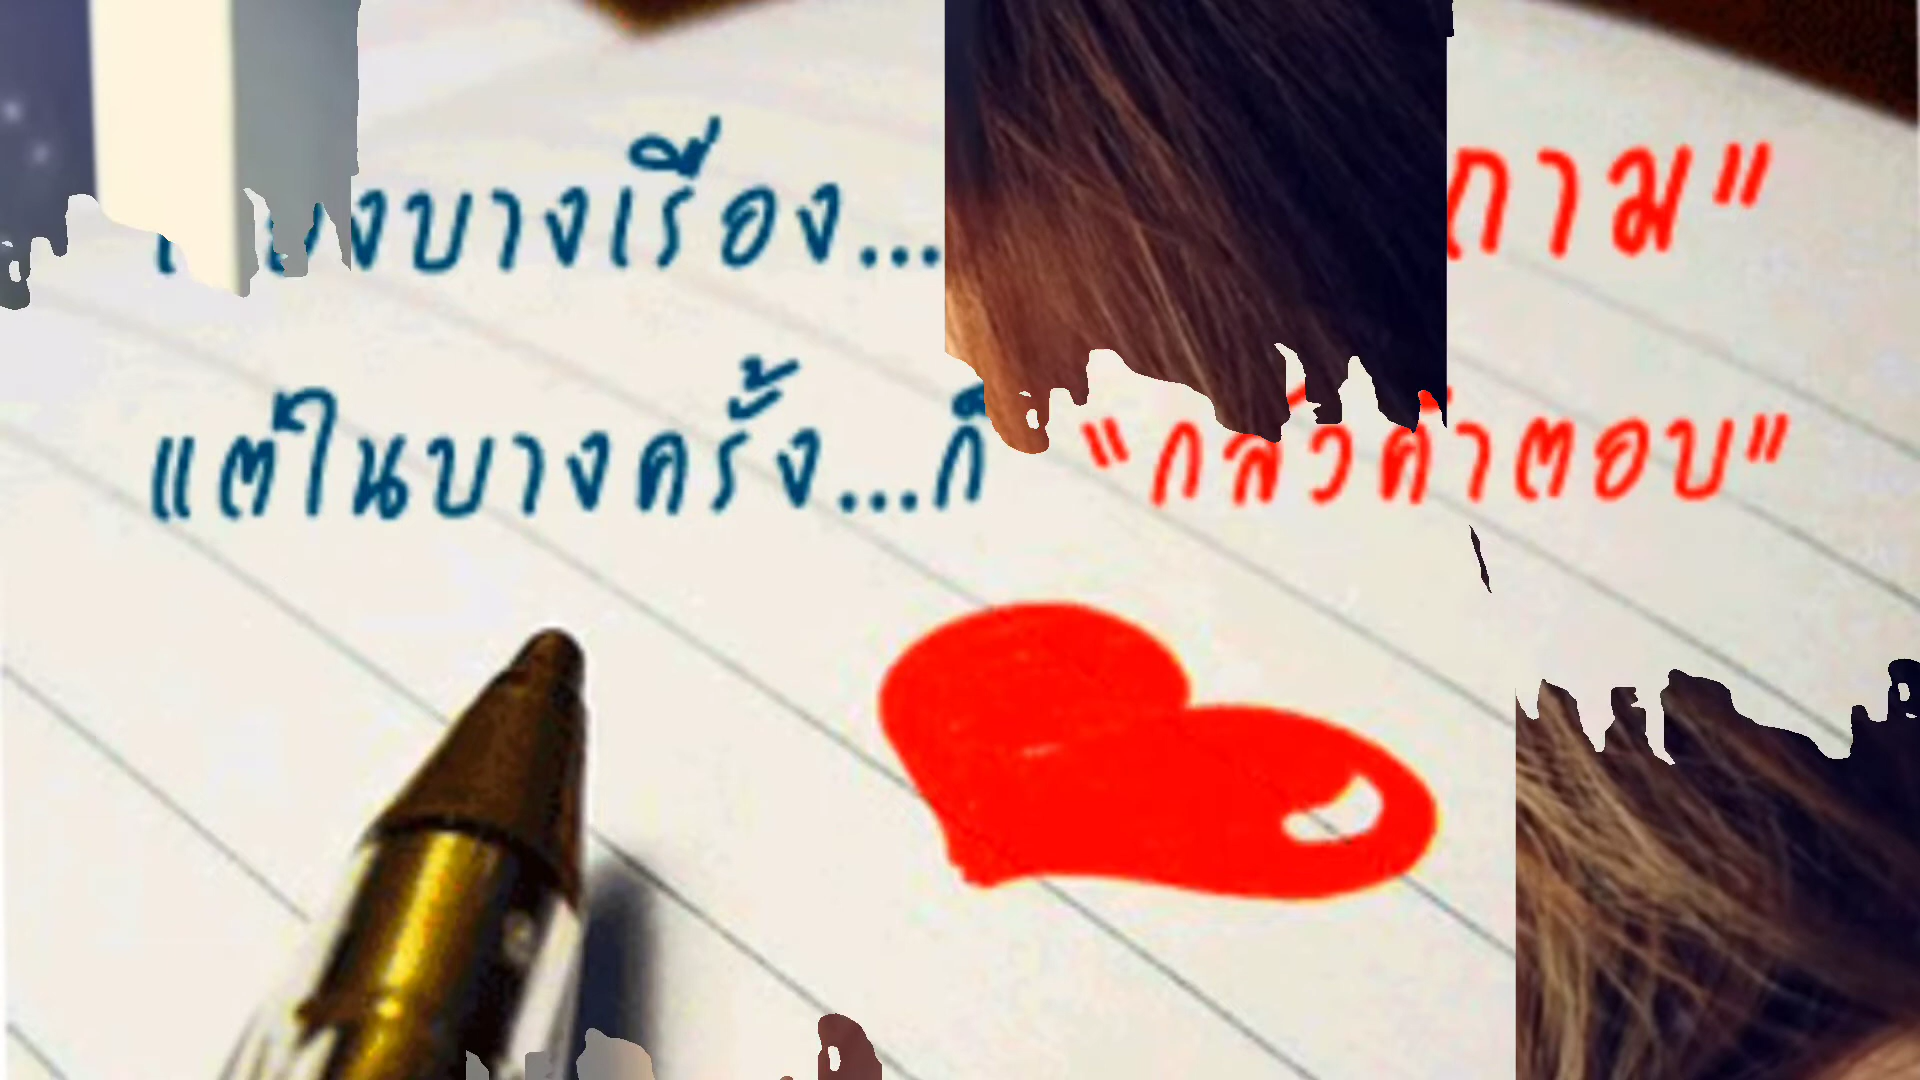 บางเรื่อง... ถาม"
แต่ในบางครั้ง...ก็ "กลัวคำตอบ"